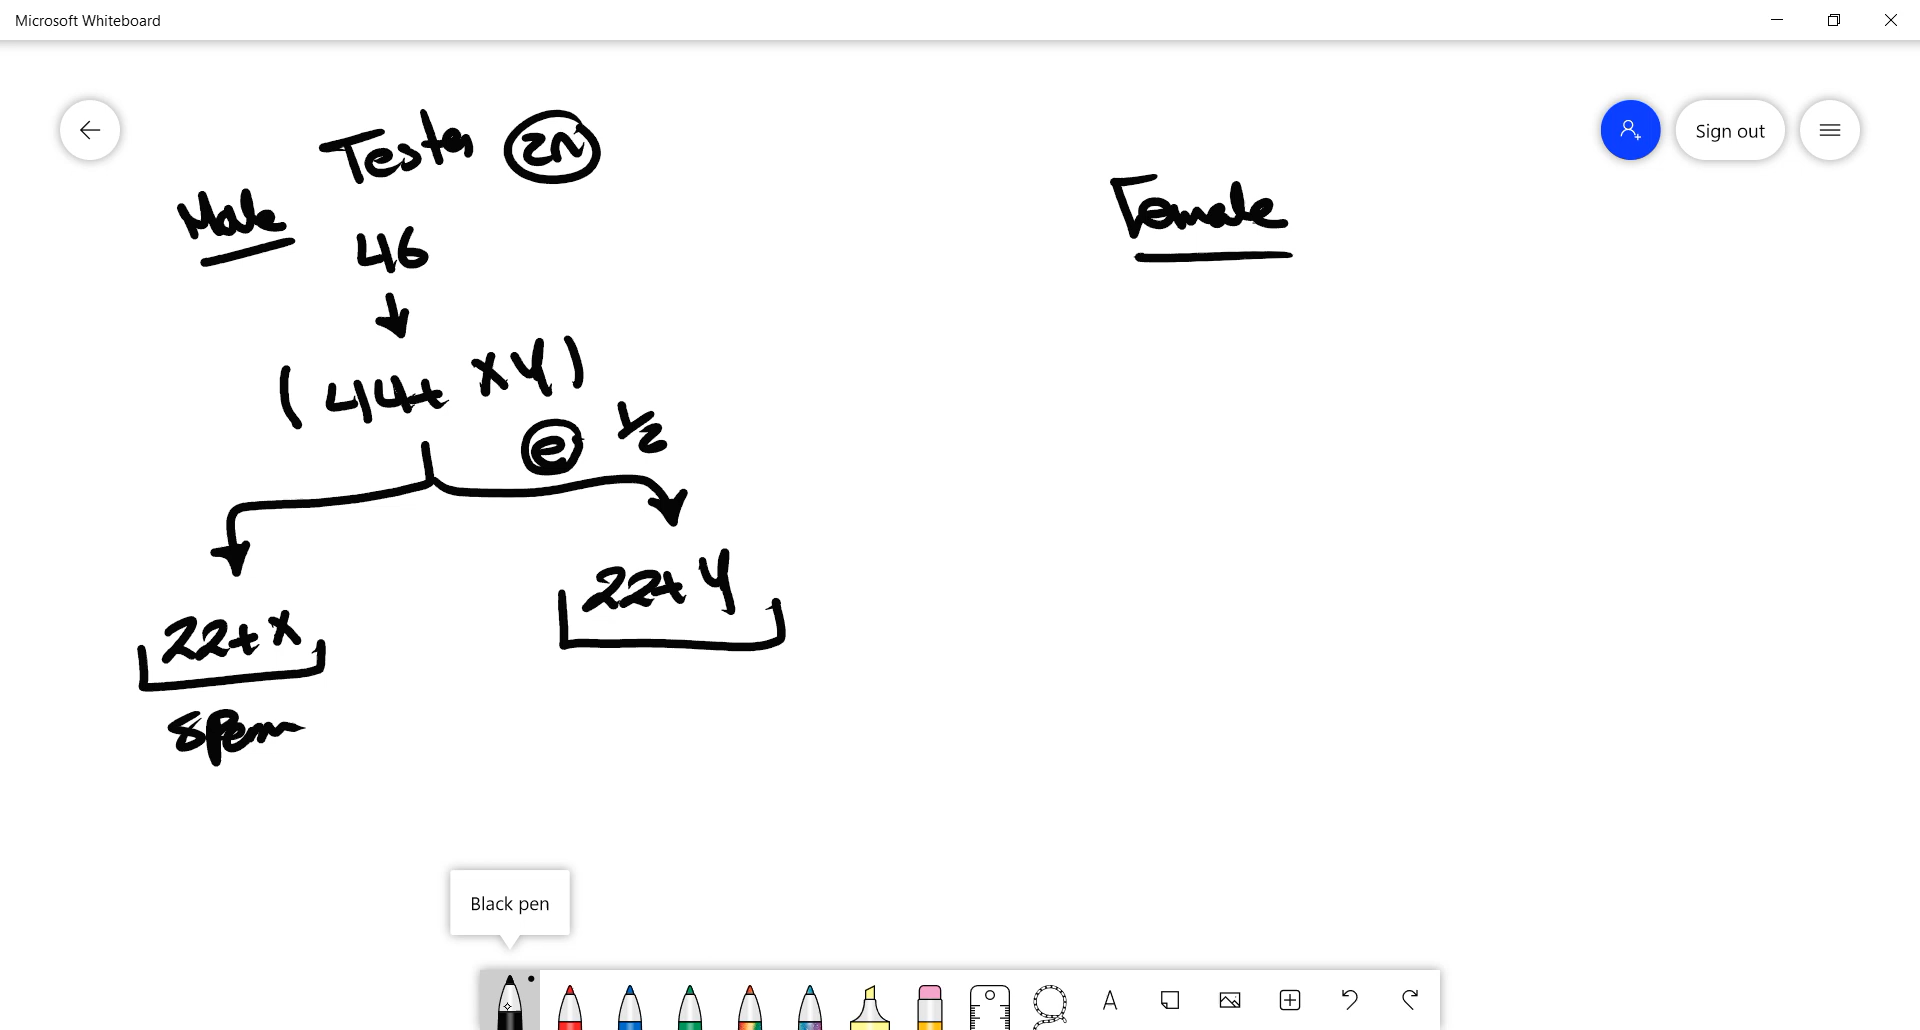 Microsoft Whiteboard
Sign out
Testes 2N
Male
46
(44+ XY)
e 1/2
22+X
22+Y
Sperm
Female
Black pen